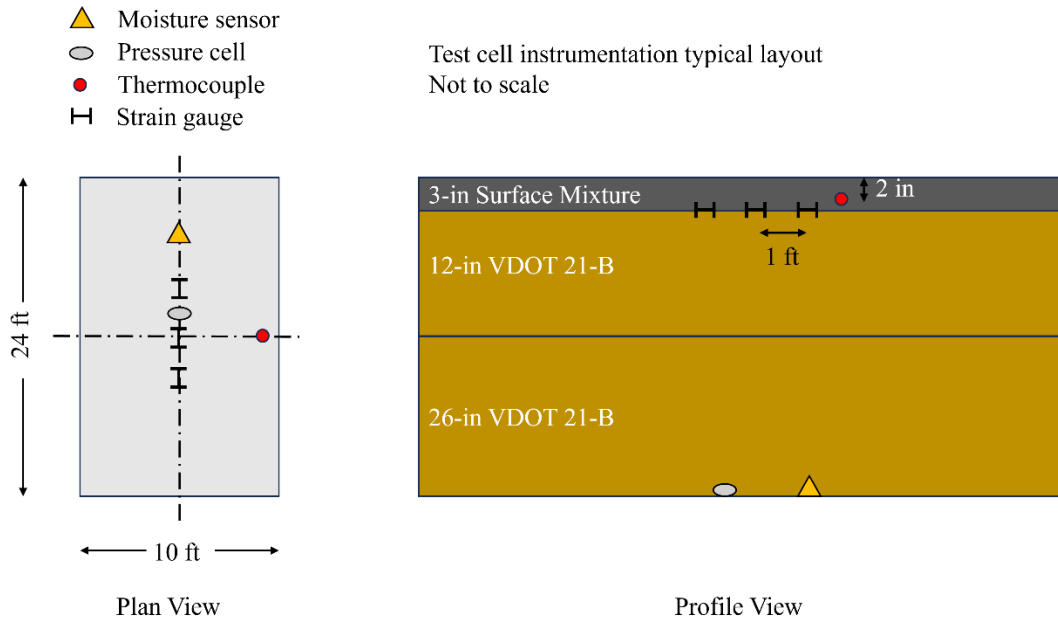 Moisture sensor
Pressure cell
Thermocouple
Strain gauge
Test cell instrumentation typical layout
Not to scale
24 ft
10 ft
Plan View
3-in Surface Mixture
2 in
1 ft
12-in VDOT 21-B
26-in VDOT 21-B
Profile View